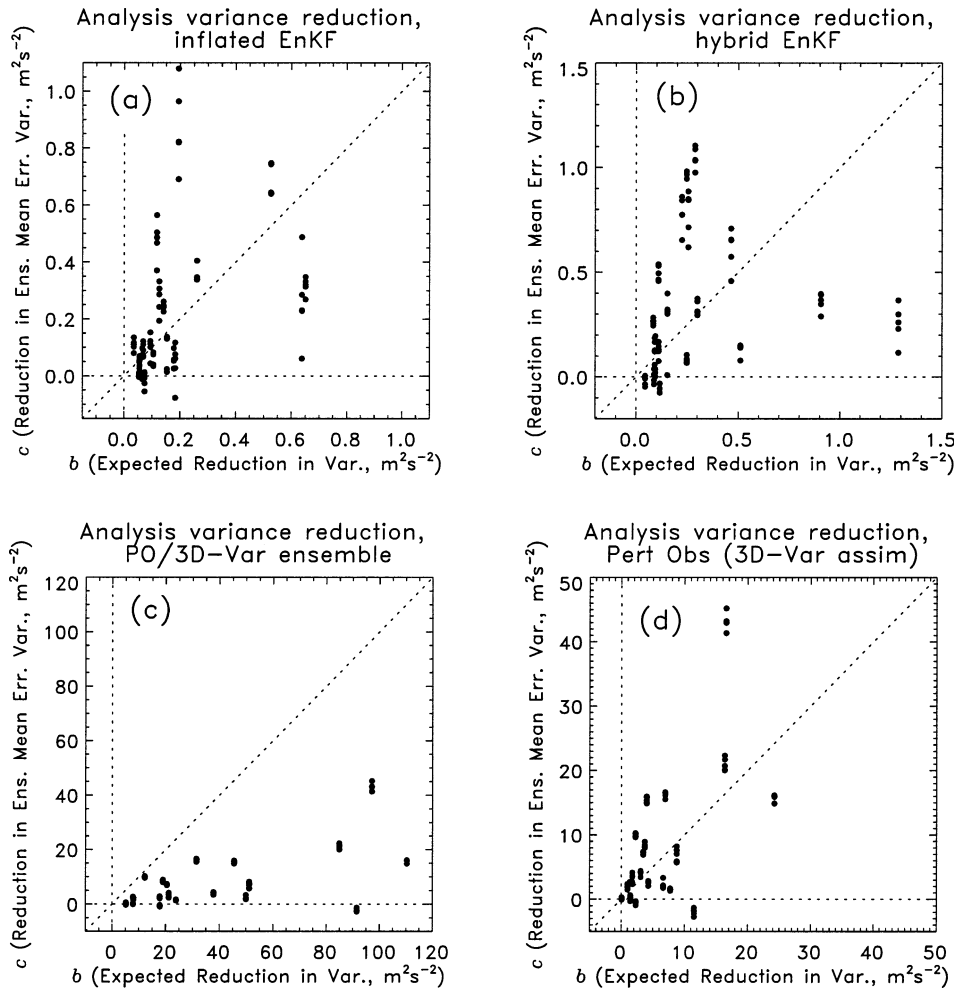 Analysis variance reduction,
inflated EnKF
c (Reduction in Ens. Mean Err. Var., m²s⁻²)
(a)
1.0
0.8
0.6
0.4
0.2
0.0
0.0 0.2 0.4 0.6 0.8 1.0
b (Expected Reduction in Var., m²s⁻²)
Analysis variance reduction,
hybrid EnKF
c (Reduction in Ens. Mean Err. Var., m²s⁻²)
(b)
1.5
1.0
0.5
0.0
0.0 0.5 1.0 1.5
b (Expected Reduction in Var., m²s⁻²)
Analysis variance reduction,
PO/3D-Var ensemble
c (Reduction in Ens. Mean Err. Var., m²s⁻²)
(c)
120
100
80
60
40
20
0
0 20 40 60 80 100 120
b (Expected Reduction in Var., m²s⁻²)
Analysis variance reduction,
Pert Obs (3D-Var assim)
c (Reduction in Ens. Mean Err. Var., m²s⁻²)
(d)
50
40
30
20
10
0
0 10 20 30 40 50
b (Expected Reduction in Var., m²s⁻²)